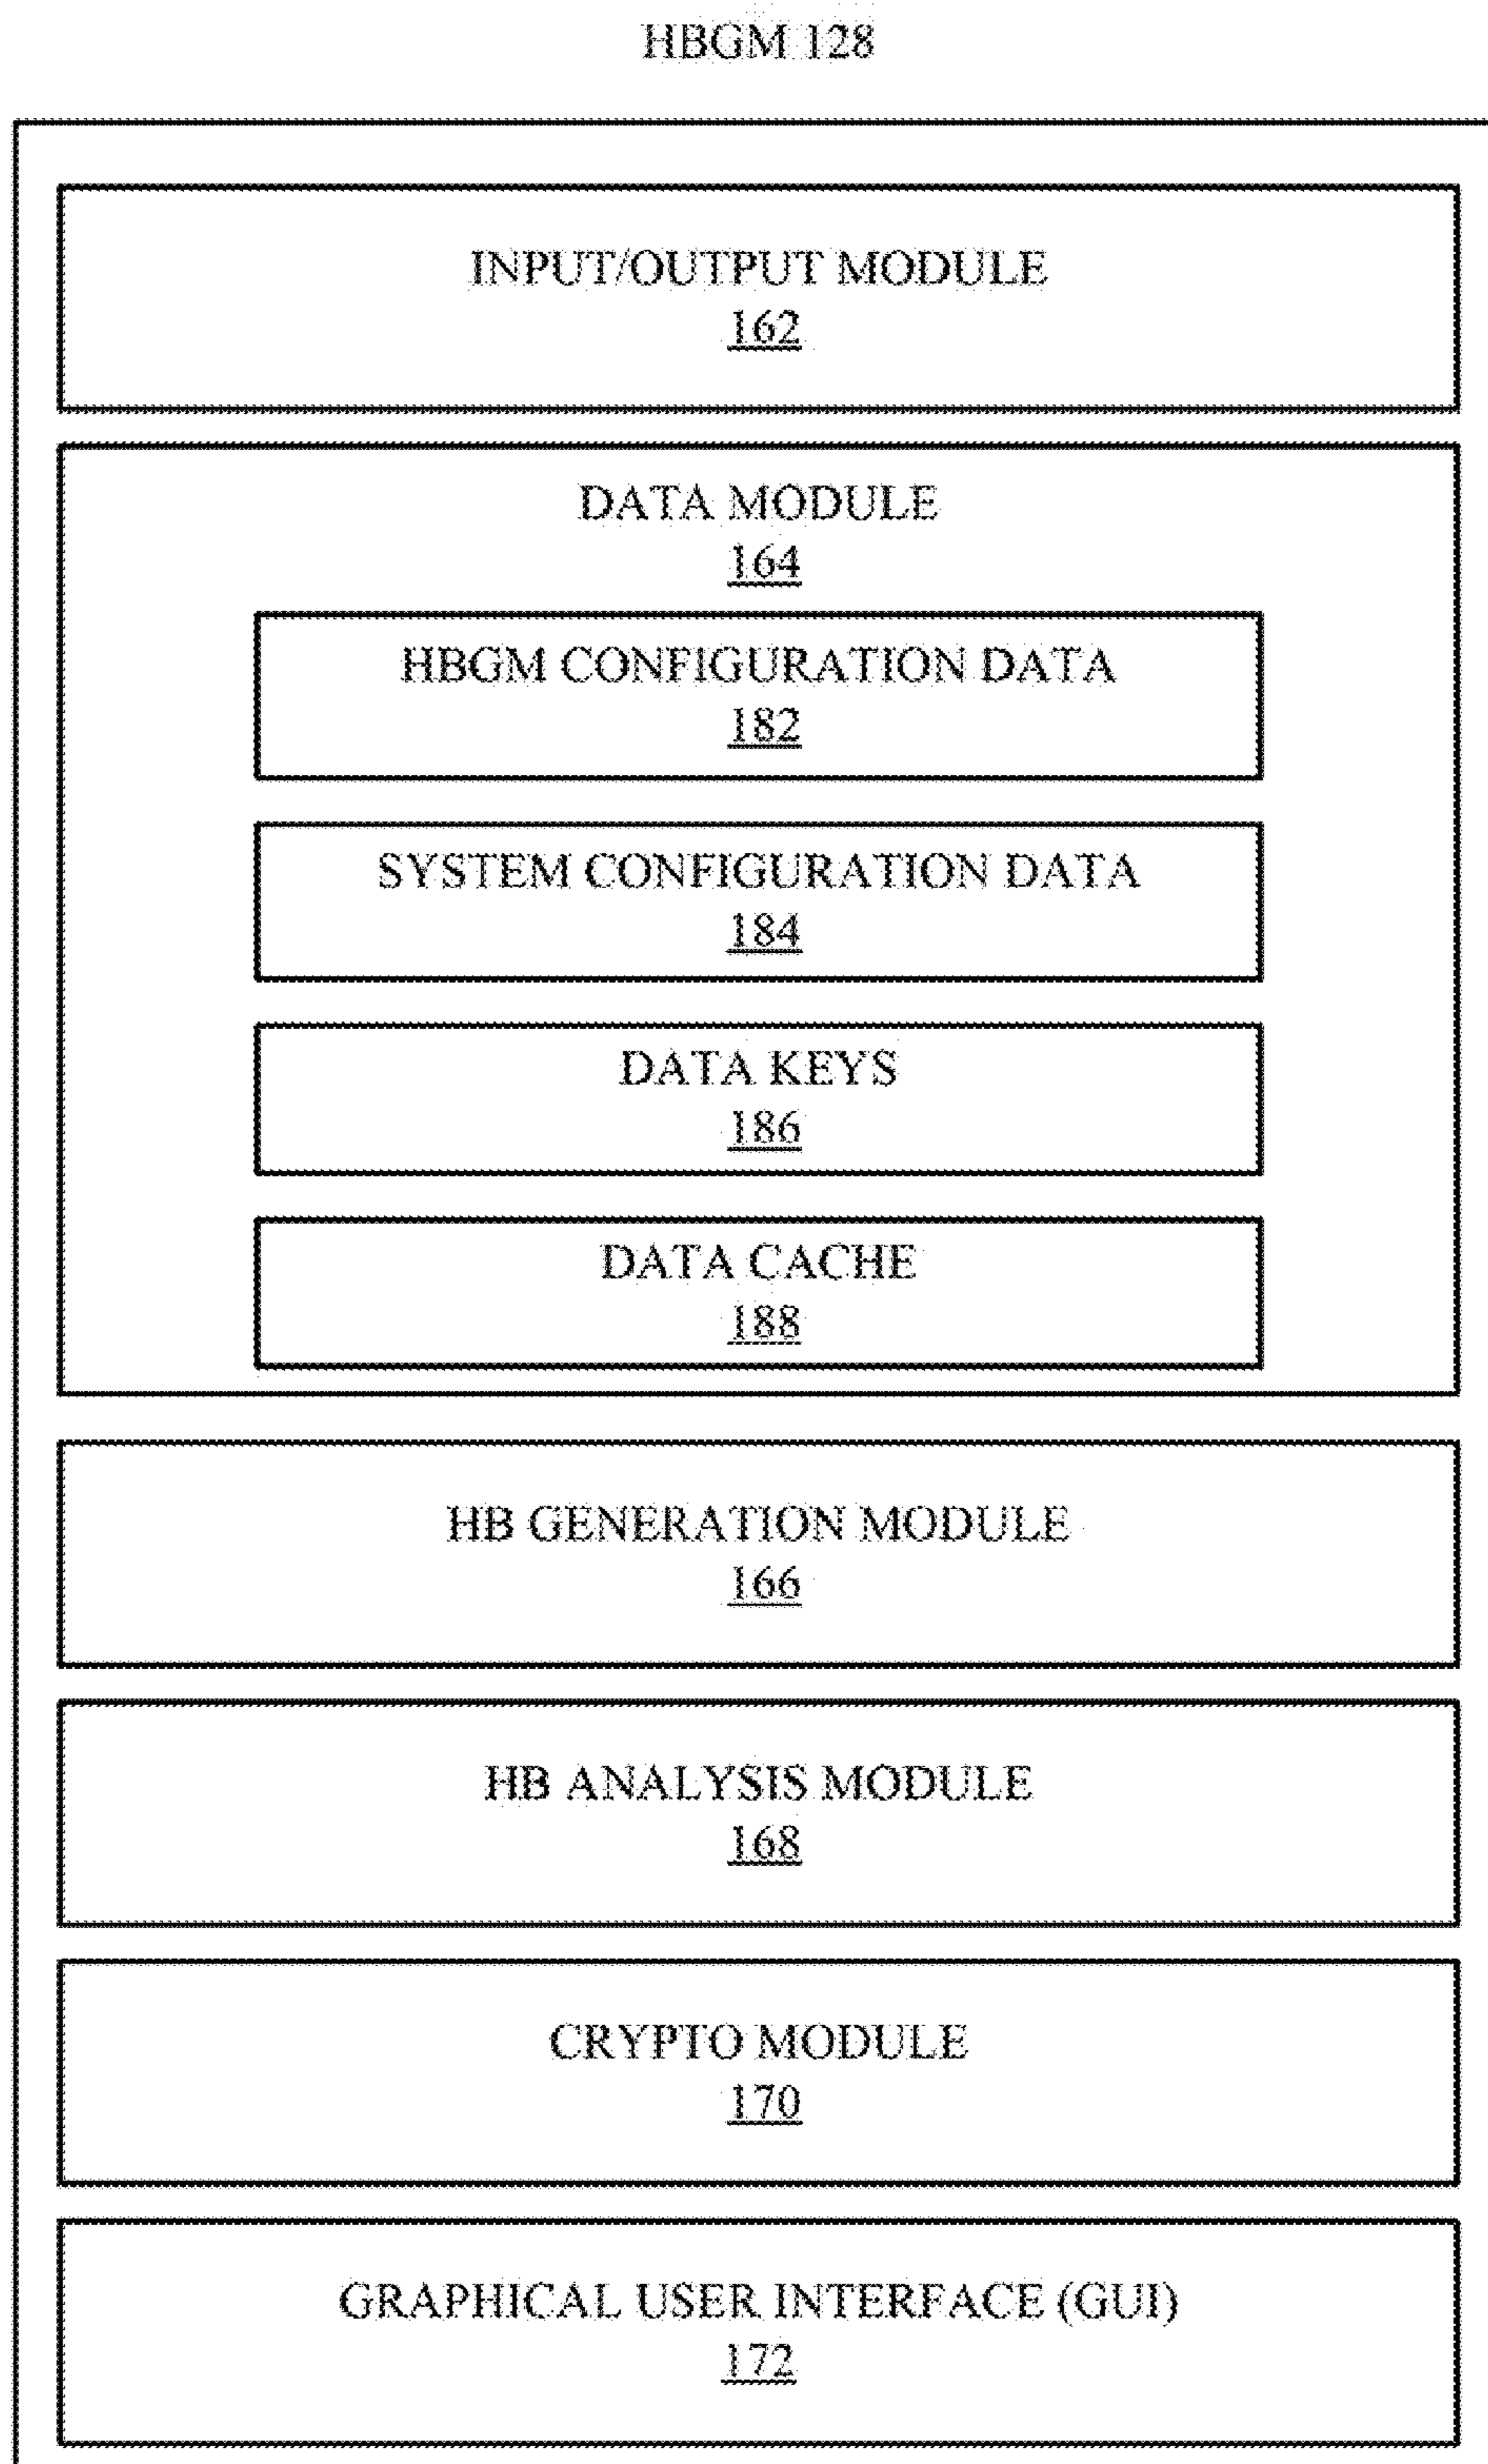 HBGM 128
INPUT/OUTPUT MODULE
162
DATA MODULE
164
HBGM CONFIGURATION DATA
182
SYSTEM CONFIGURATION DATA
184
DATA KEYS
186
DATA CACHE
188
HB GENERATION MODULE
166
HB ANALYSIS MODULE
168
CRYPTO MODULE
170
GRAPHICAL USER INTERFACE (GUI)
172